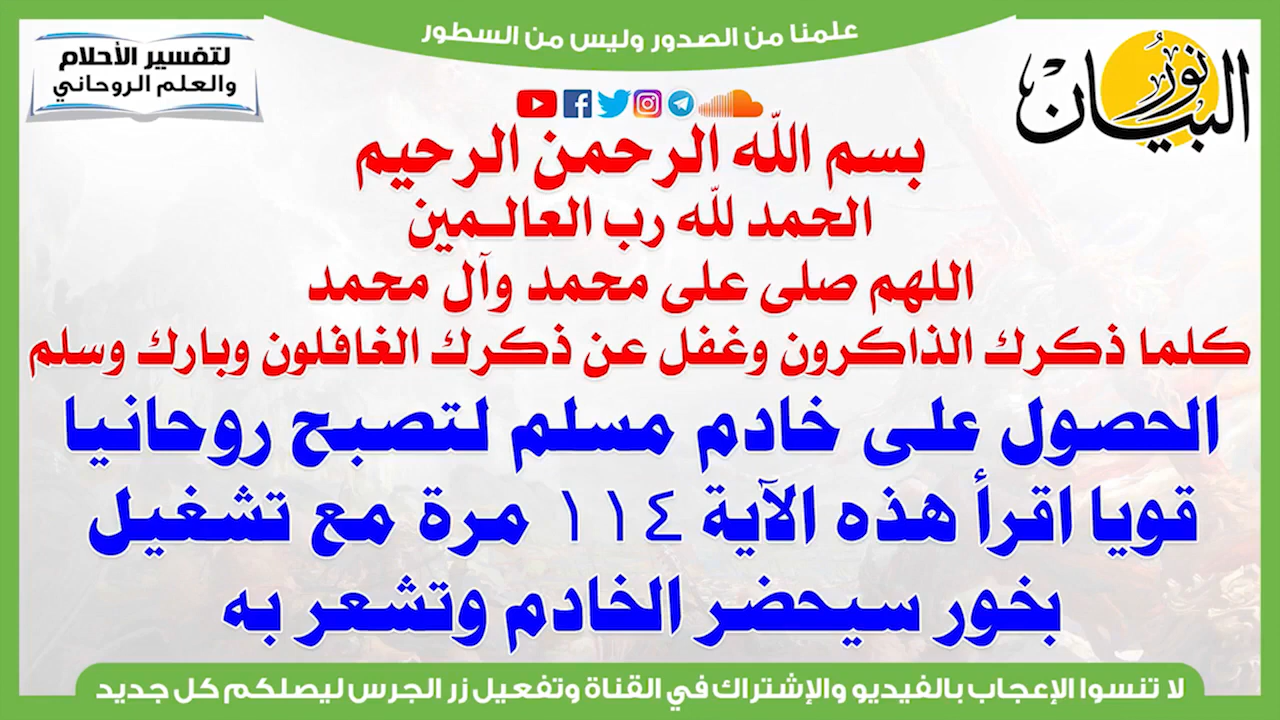 علمنا من الصدور وليس من السطور
لتفسير الأحلام
والعلم الروحاني
نور
البيان
بسم الله الرحمن الرحيم
الحمد لله رب العالـمين
اللهم صلى على محمد وآل محمد
كلما ذكرك الذاكرون وغفل عن ذكرك الغافلون وبارك وسلم
الحصول على خادم مسلم لتصبح روحانيا
قويا اقرأ هذه الآية ١١٤ مرة مع تشغيل
بخور سيحضر الخادم وتشعر به
لا تنسوا الإعجاب بالفيديو والإشتراك في القناة وتفعيل زر الجرس ليصلكم كل جديد